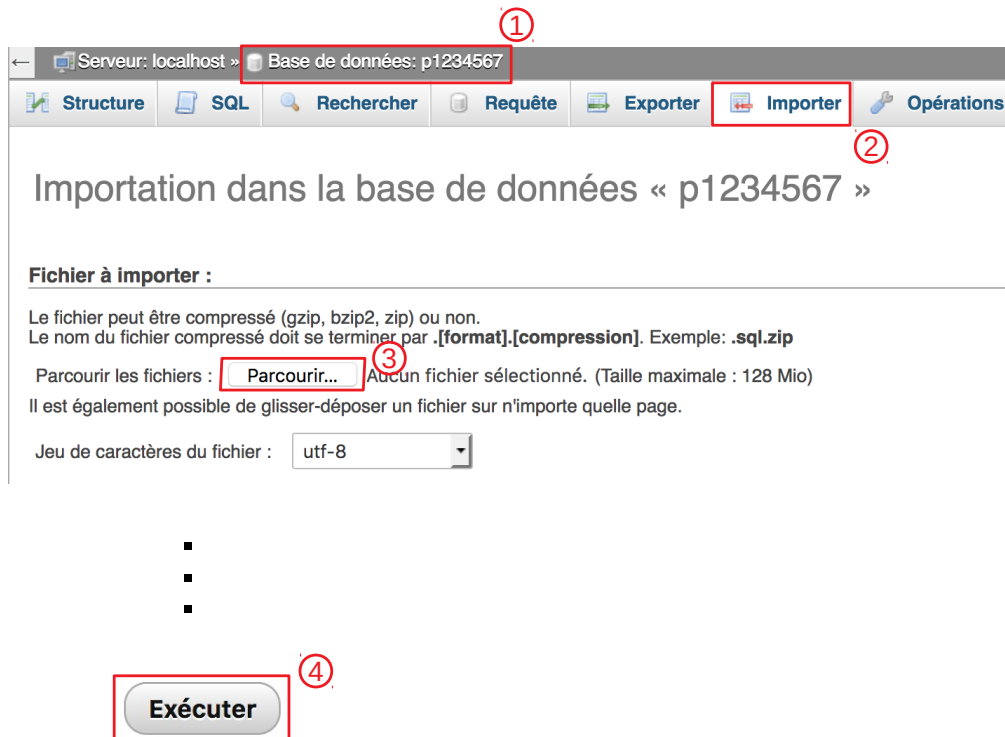 ①
← Serveur: localhost » Base de données: p1234567
Structure SQL Rechercher Requête Exporter Importer Opérations
②
Importation dans la base de données « p1234567 »
Fichier à importer :
Le fichier peut être compressé (gzip, bzip2, zip) ou non.
Le nom du fichier compressé doit se terminer par .[format].[compression]. Exemple: .sql.zip
③
Parcourir les fichiers : Parcourir... Aucun fichier sélectionné. (Taille maximale : 128 Mio)
Il est également possible de glisser-déposer un fichier sur n'importe quelle page.
Jeu de caractères du fichier : utf-8
④
Exécuter